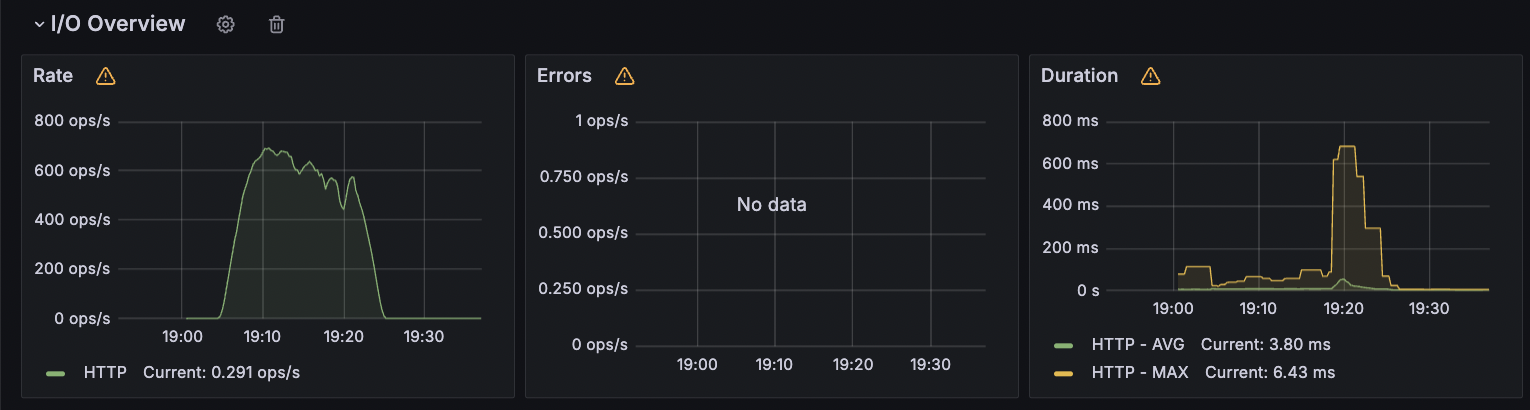 I/O Overview
Rate
800 ops/s
600 ops/s
400 ops/s
200 ops/s
0 ops/s
19:00 19:10 19:20 19:30
HTTP Current: 0.291 ops/s
Errors
1 ops/s
0.750 ops/s
0.500 ops/s
0.250 ops/s
0 ops/s
No data
19:00 19:10 19:20 19:30
Duration
800 ms
600 ms
400 ms
200 ms
0 s
19:00 19:10 19:20 19:30
HTTP - AVG Current: 3.80 ms
HTTP - MAX Current: 6.43 ms